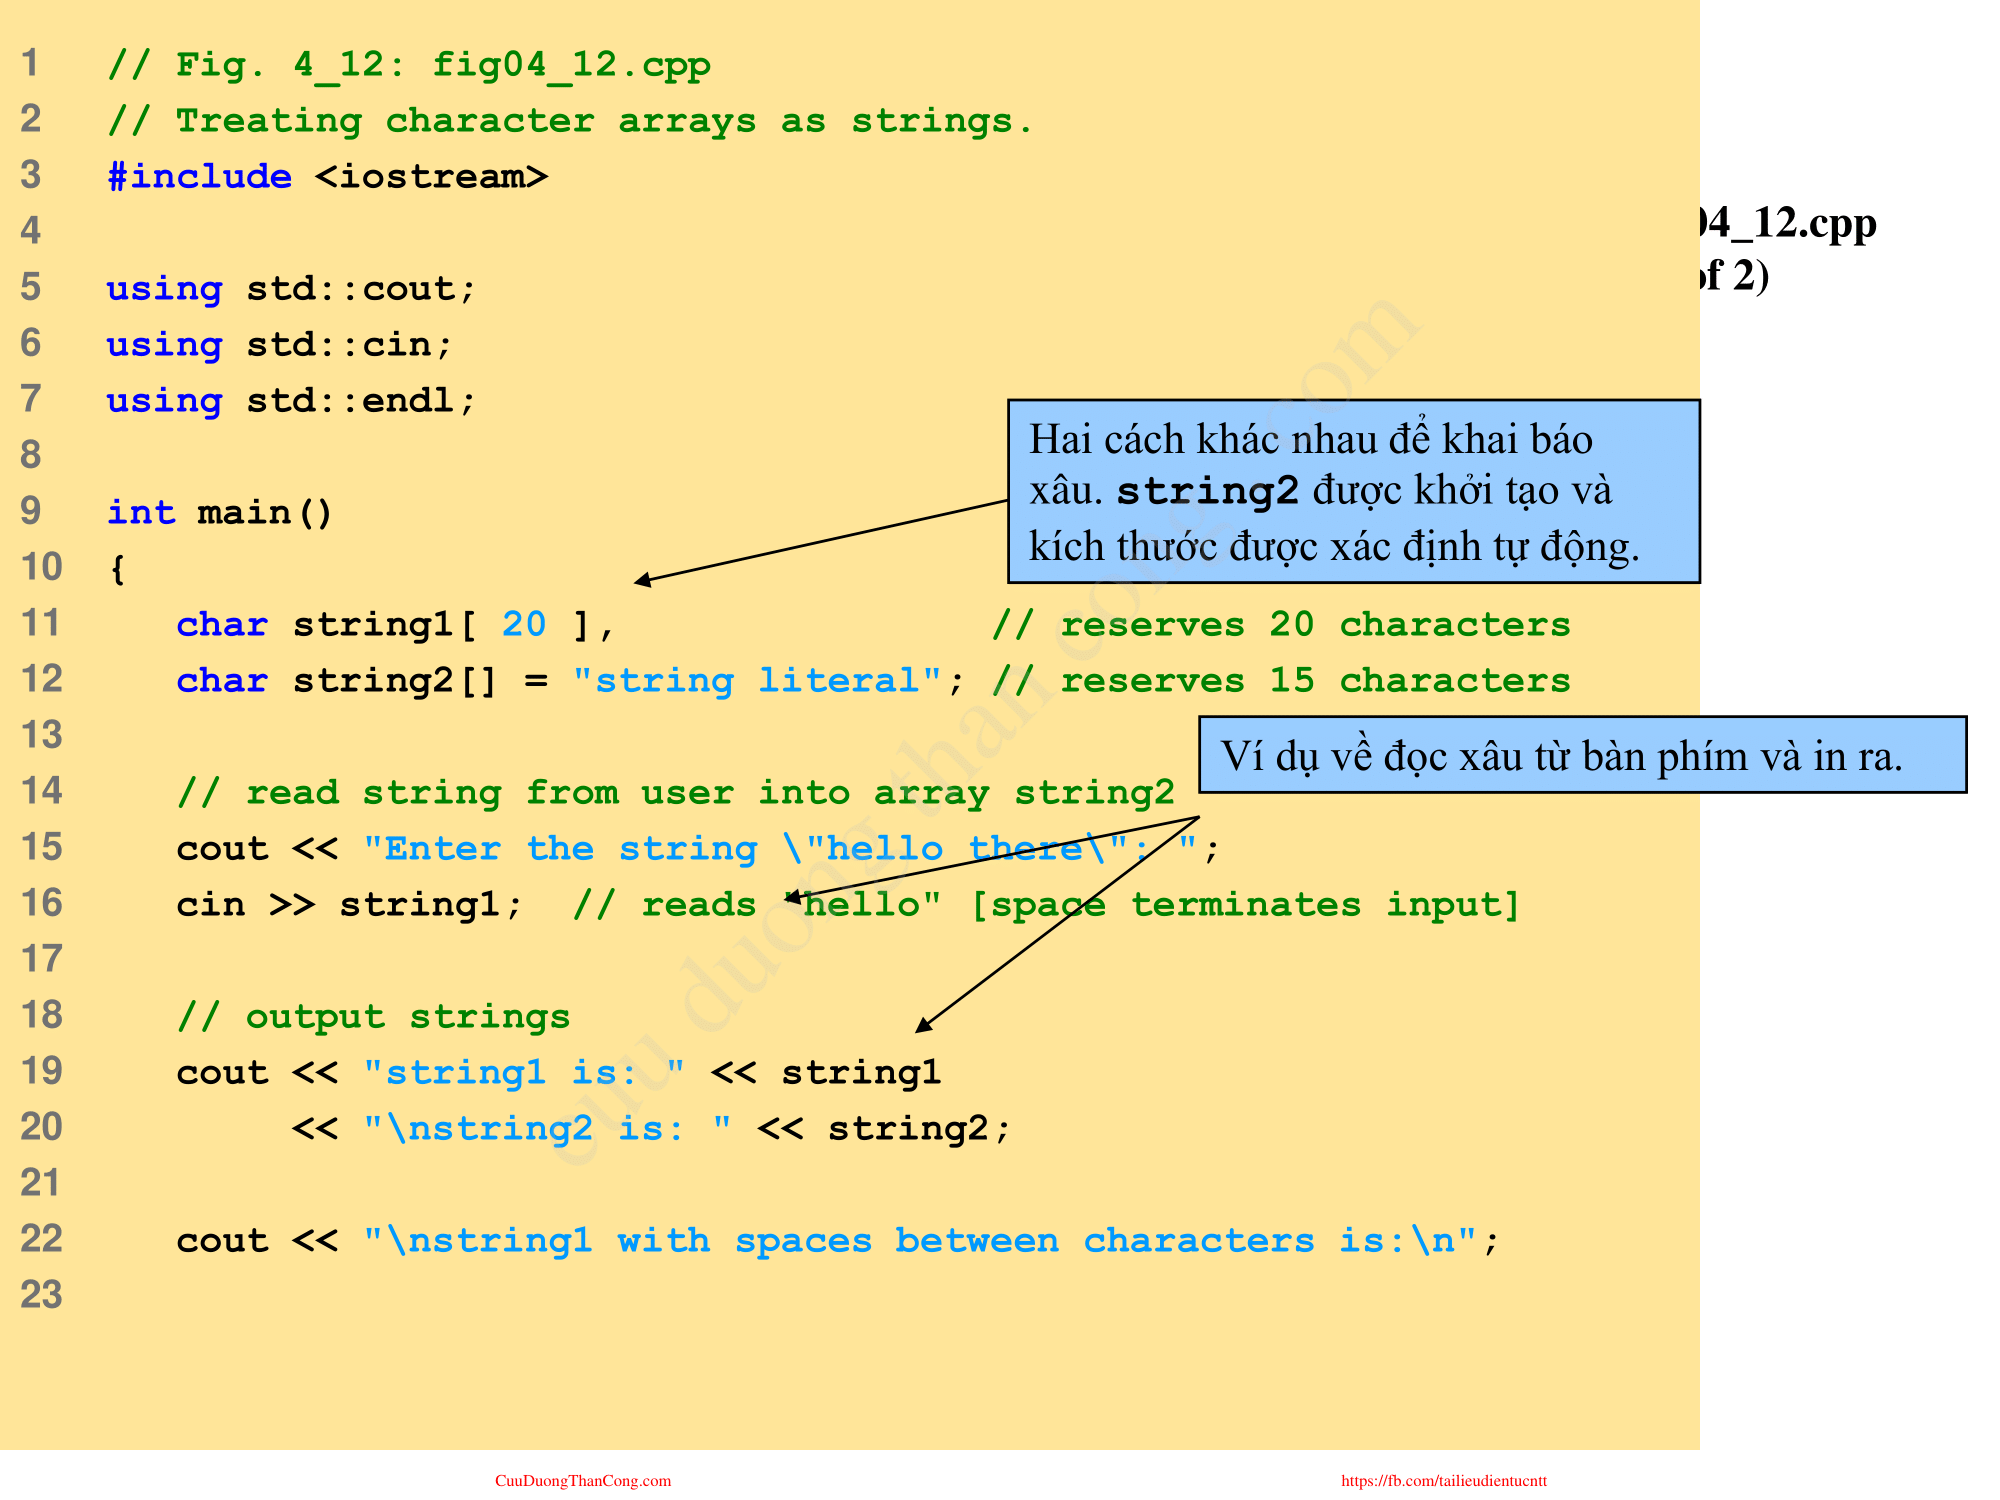 1 // Fig. 4_12: fig04_12.cpp
2 // Treating character arrays as strings.
3 #include <iostream>
4
04_12.cpp
of 2)
5 using std::cout;
6 using std::cin;
7 using std::endl;
8
Hai cách khác nhau để khai báo
xâu. string2 được khởi tạo và
kích thước được xác định tự động.
9 int main()
10 {
11 char string1[ 20 ], // reserves 20 characters
12 char string2[] = "string literal"; // reserves 15 characters
13
Ví dụ về đọc xâu từ bàn phím và in ra.
14 // read string from user into array string2
15 cout << "Enter the string \"hello there\": ";
16 cin >> string1; // reads "hello" [space terminates input]
17
18 // output strings
19 cout << "string1 is: " << string1
20 << "\nstring2 is: " << string2;
21
22 cout << "\nstring1 with spaces between characters is:\n";
23
cuu duong than cong . com
CuuDuongThanCong.com
https://fb.com/tailieudientucntt